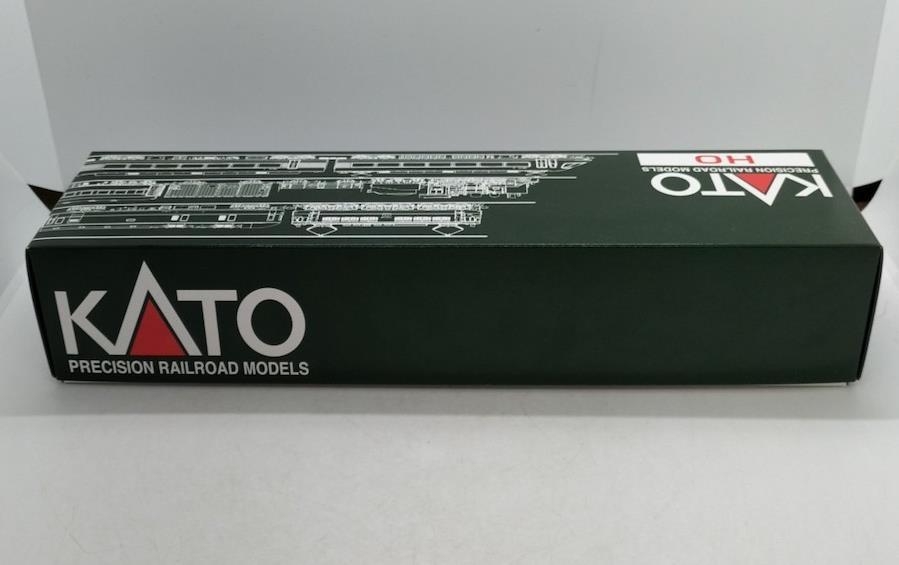 HO
PRECISION RAILROAD MODELS
KATO
KATO
PRECISION RAILROAD MODELS